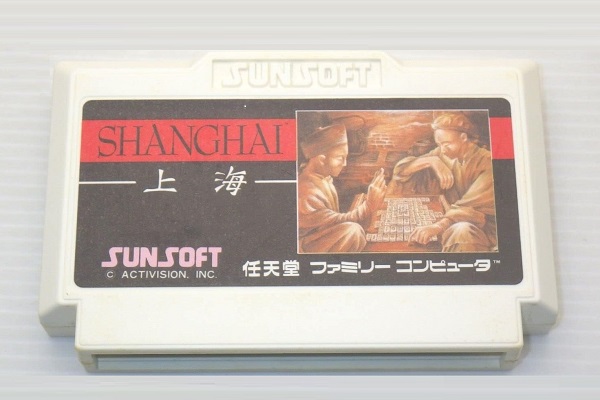 SUNSOFT
SHANGHAI
上海
SUNSOFT
© ACTIVISION, INC.
任天堂 ファミリーコンピュータ™